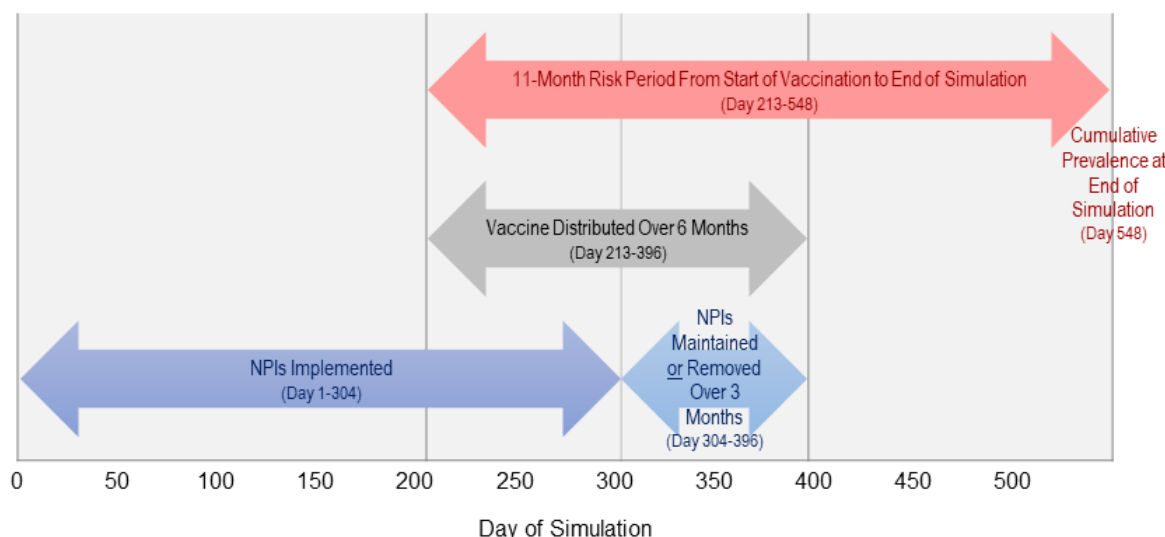 11-Month Risk Period From Start of Vaccination to End of Simulation
(Day 213-548)
Cumulative
Prevalence at
End of
Simulation
(Day 548)
Vaccine Distributed Over 6 Months
(Day 213-396)
NPIs Implemented
(Day 1-304)
NPIs
Maintained
or Removed
Over 3
Months
(Day 304-396)
0 50 100 150 200 250 300 350 400 450 500
Day of Simulation